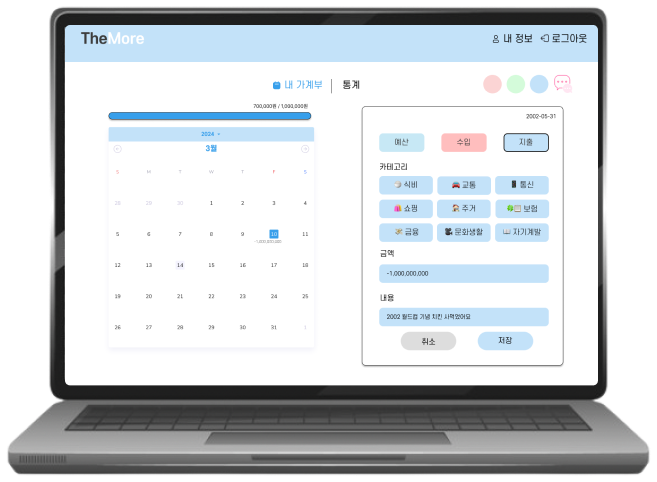 TheMore
내 정보 로그아웃
내 가계부 | 통계
700,000원 / 1,000,000원
2024
3월
S M T W T F S
28 29 30 1 2 3 4
5 6 7 8 9 10 11
-1,000,000,000
12 13 14 15 16 17 18
19 20 21 22 23 24 25
26 27 28 29 30 31 1
2002-05-31
예산 수입 지출
카테고리
식비 교통 통신
쇼핑 주거 보험
금융 문화생활 자기계발
금액
-1,000,000,000
내용
2002 월드컵 기념 치킨 사먹었어요
취소 저장